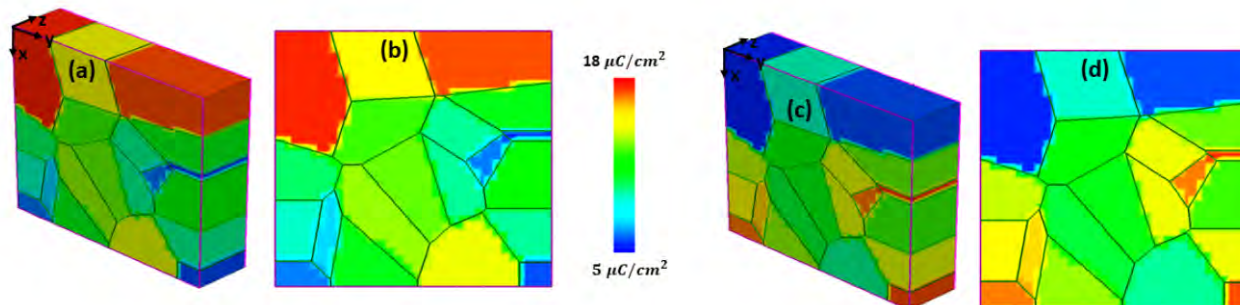 z
y
x
(a)
(b)
18 μC/cm²
5 μC/cm²
z
y
x
(c)
(d)